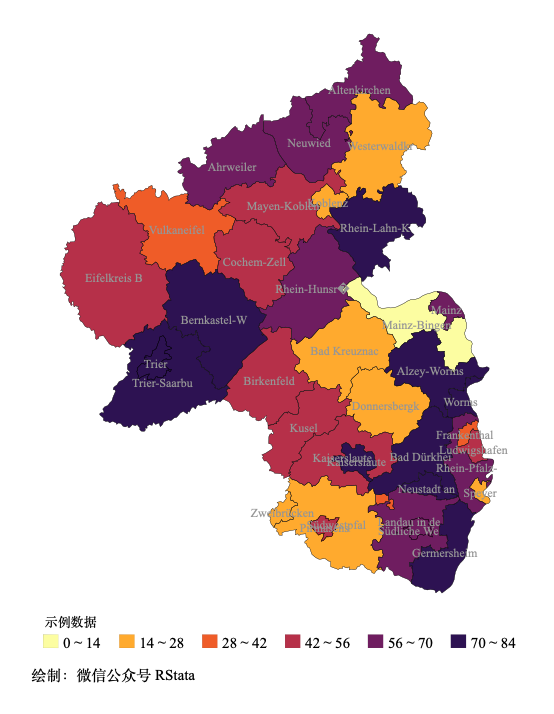 Altenkirchen
Neuwied
Westerwaldkr
Ahrweiler
Mayen-Koblen
Koblenz
Vulkaneifel
Rhein-Lahn-K
Cochem-Zell
Eifelkreis B
Rhein-Hunsr�
Mainz
Bernkastel-W
Mainz-Bingen
Bad Kreuznac
Trier
Alzey-Worms
Trier-Saarbu
Birkenfeld
Worms
Donnersbergk
Kusel
Frankenthal
Ludwigshafen
Kaiserslaute
Kaiserslaute
Bad Dürkhei
Rhein-Pfalz-
Neustadt an
Speyer
Zweibrücken
Südwestpfal
Landau in de
Südliche We
Germersheim
示例数据
0 ~ 14
14 ~ 28
28 ~ 42
42 ~ 56
56 ~ 70
70 ~ 84
绘制：微信公众号 RStata